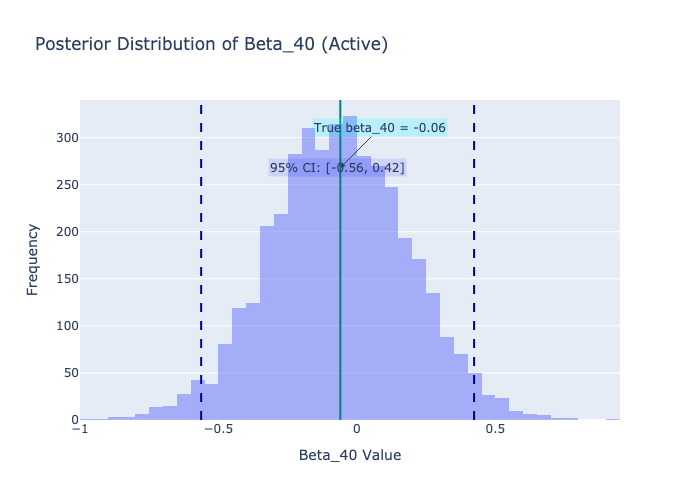 Posterior Distribution of Beta_40 (Active)
True beta_40 = -0.06
95% CI: [-0.56, 0.42]
300
250
200
150
100
50
0
Frequency
−1
−0.5
0
0.5
Beta_40 Value